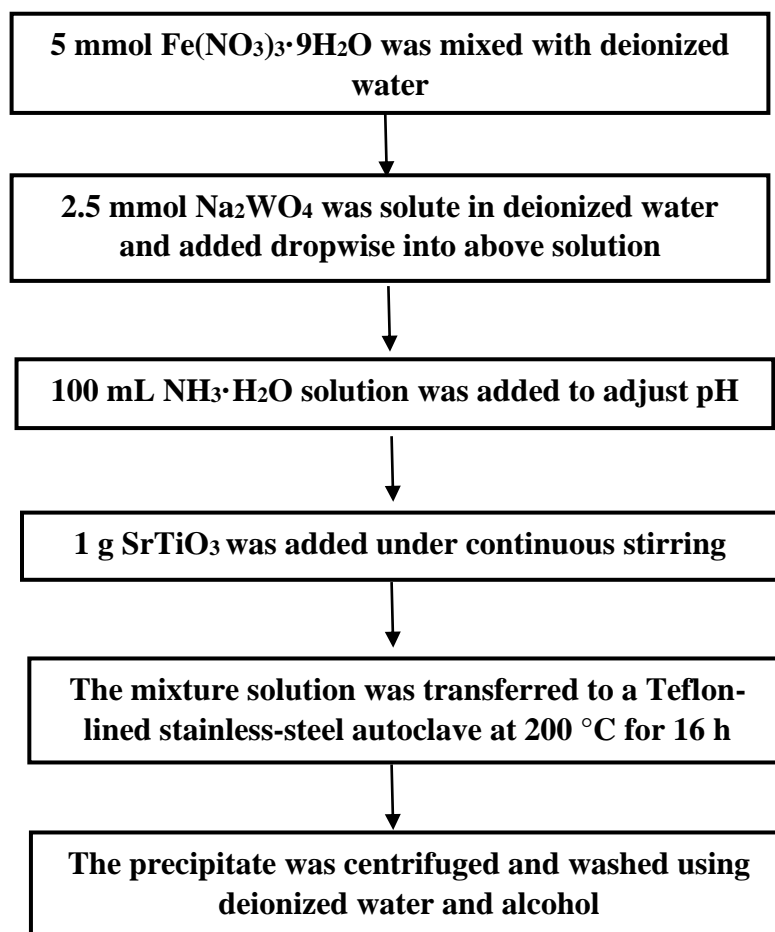 5 mmol Fe(NO₃)₃·9H₂O was mixed with deionized
water
2.5 mmol Na₂WO₄ was solute in deionized water
and added dropwise into above solution
100 mL NH₃·H₂O solution was added to adjust pH
1 g SrTiO₃ was added under continuous stirring
The mixture solution was transferred to a Teflon-
lined stainless-steel autoclave at 200 °C for 16 h
The precipitate was centrifuged and washed using
deionized water and alcohol